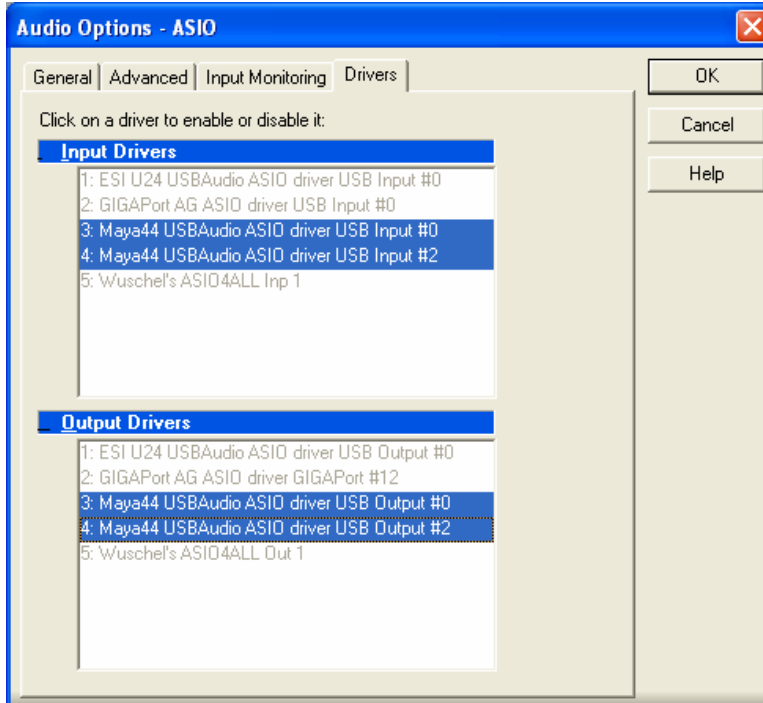 Audio Options - ASIO
General Advanced Input Monitoring Drivers
OK
Cancel
Help
Click on a driver to enable or disable it:
Input Drivers
1: ESI U24 USBAudio ASIO driver USB Input #0
2: GIGAPort AG ASIO driver USB Input #0
3: Maya44 USBAudio ASIO driver USB Input #0
4: Maya44 USBAudio ASIO driver USB Input #2
5: Wuschel's ASIO4ALL Inp 1
Output Drivers
1: ESI U24 USBAudio ASIO driver USB Output #0
2: GIGAPort AG ASIO driver GIGAPort #12
3: Maya44 USBAudio ASIO driver USB Output #0
4: Maya44 USBAudio ASIO driver USB Output #2
5: Wuschel's ASIO4ALL Out 1